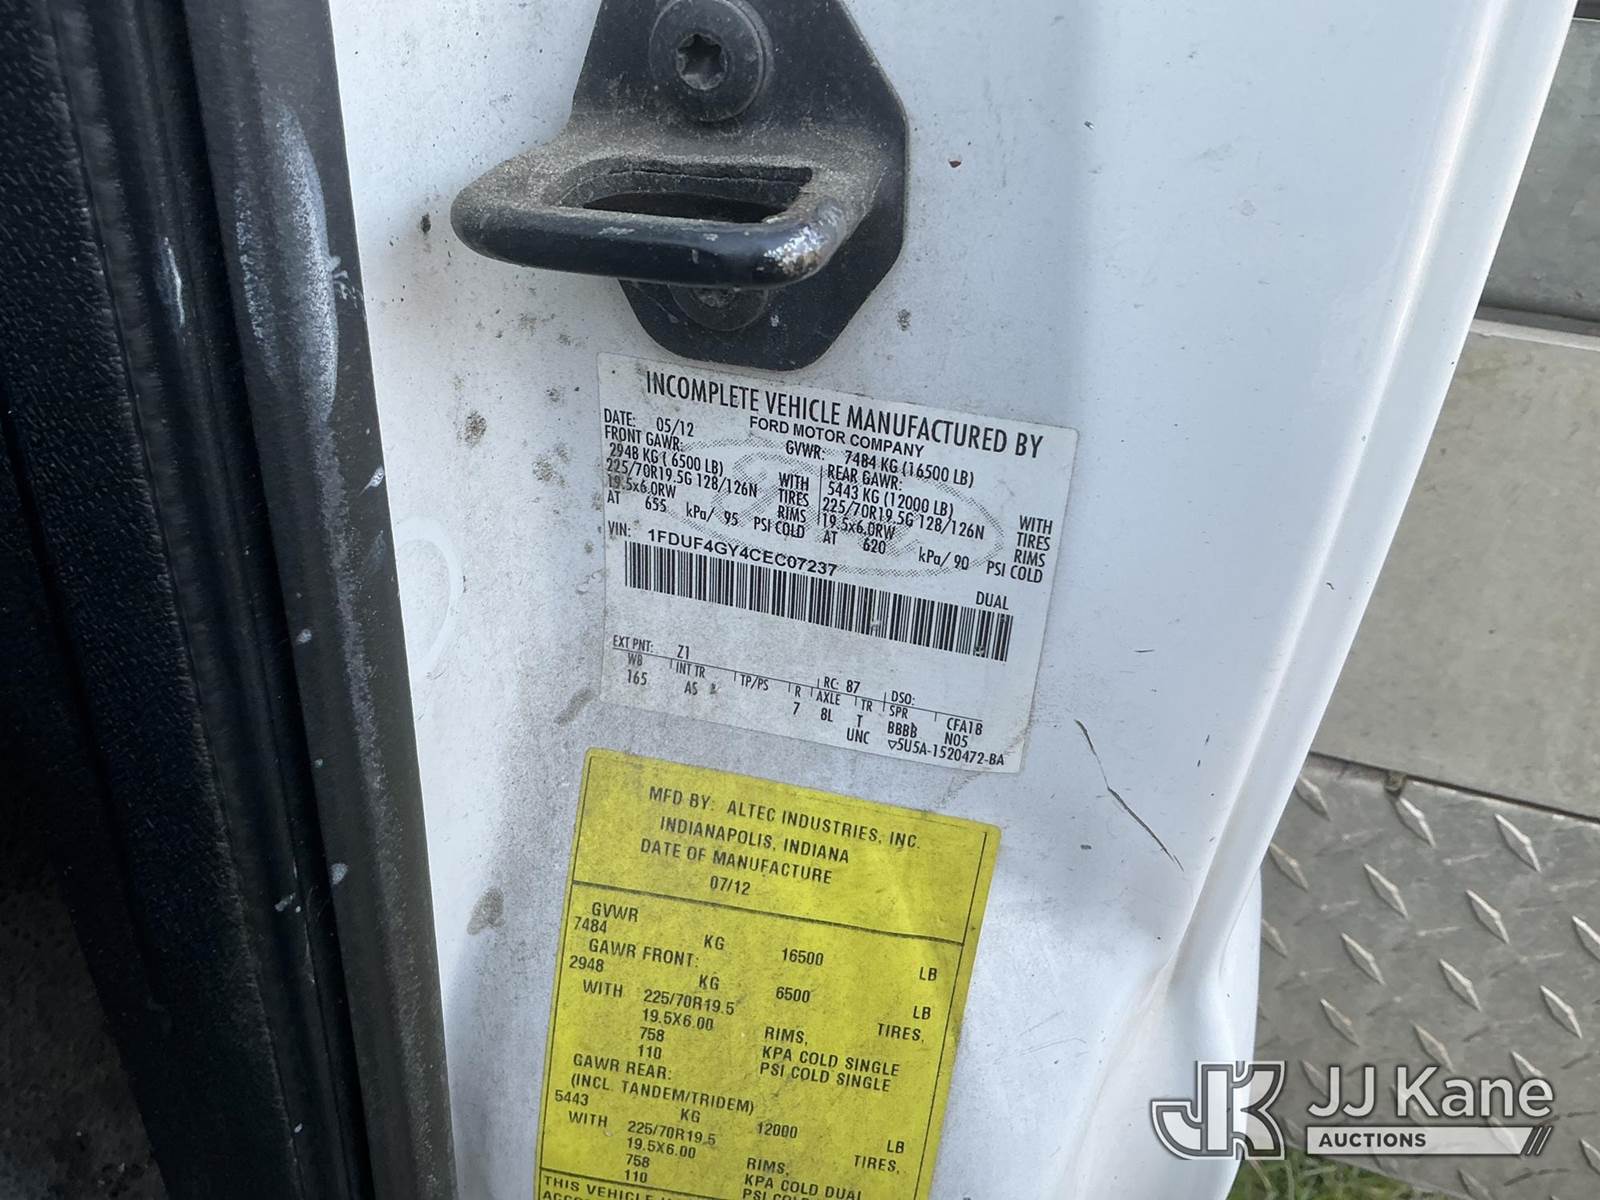 INCOMPLETE VEHICLE MANUFACTURED BY
FORD MOTOR COMPANY
DATE: 05/12 GVWR: 7484 KG (16500 LB)
FRONT GAWR: REAR GAWR:
2948 KG ( 6500 LB) WITH 5443 KG (12000 LB) WITH
225/70R19.5G 128/126N TIRES 225/70R19.5G 128/126N TIRES
19.5x6.0RW RIMS 19.5x6.0RW RIMS
AT 655 kPa/ 95 PSI COLD AT 620 kPa/ 90 PSI COLD
VIN: 1FDUF4GY4CEC07237
DUAL
EXT PNT: Z1 RC: 87 DSO:
WB INT TR TP/PS R AXLE TR SPR CFA18
165 AS 7 8L T BBBB N05
UNC 5U5A-1520472-BA
MFD BY: ALTEC INDUSTRIES, INC.
INDIANAPOLIS, INDIANA
DATE OF MANUFACTURE
07/12
GVWR
7484 KG 16500 LB
GAWR FRONT:
2948 KG 6500 LB
WITH 225/70R19.5 TIRES,
19.5X6.00 RIMS,
758 KPA COLD SINGLE
110 PSI COLD SINGLE
GAWR REAR:
(INCL. TANDEM/TRIDEM)
5443 KG 12000 LB
WITH 225/70R19.5 TIRES,
19.5X6.00 RIMS,
758 KPA COLD DUAL
110 PSI COLD
THIS VEHICLE
JK JJ Kane
AUCTIONS